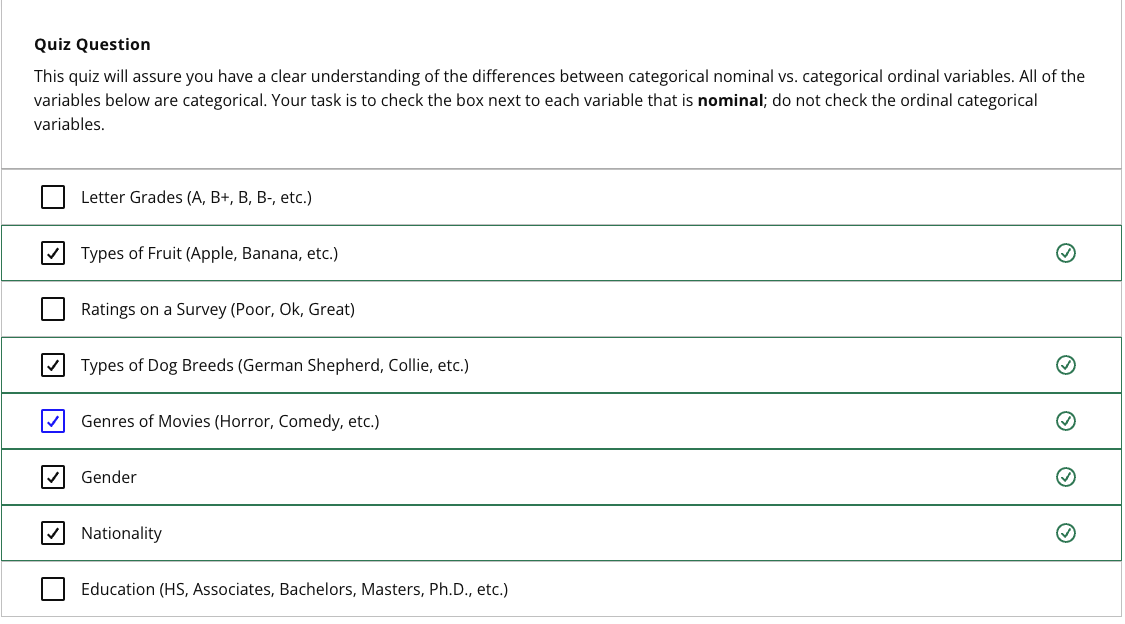 Quiz Question
This quiz will assure you have a clear understanding of the differences between categorical nominal vs. categorical ordinal variables. All of the
variables below are categorical. Your task is to check the box next to each variable that is nominal; do not check the ordinal categorical
variables.
Letter Grades (A, B+, B, B-, etc.)
Types of Fruit (Apple, Banana, etc.)
Ratings on a Survey (Poor, Ok, Great)
Types of Dog Breeds (German Shepherd, Collie, etc.)
Genres of Movies (Horror, Comedy, etc.)
Gender
Nationality
Education (HS, Associates, Bachelors, Masters, Ph.D., etc.)